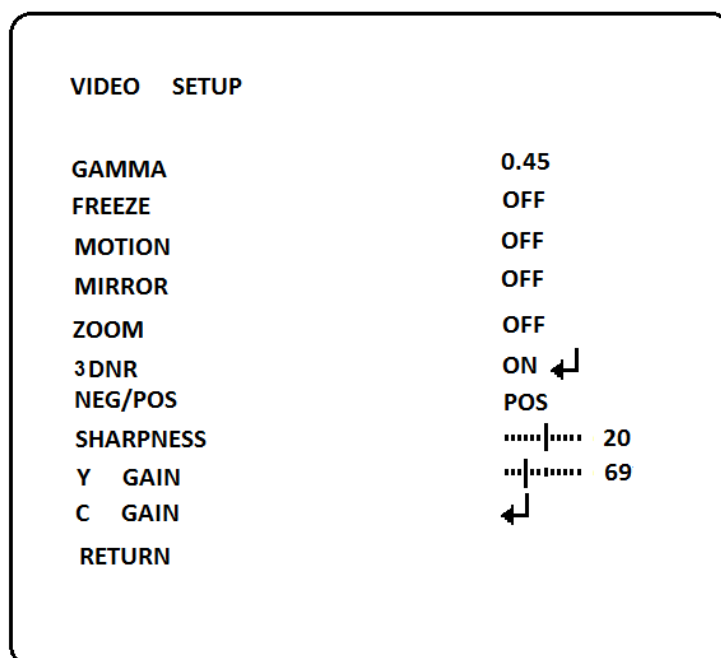 VIDEO SETUP
GAMMA 0.45
FREEZE OFF
MOTION OFF
MIRROR OFF
ZOOM OFF
3DNR ON
NEG/POS POS
SHARPNESS 20
Y GAIN 69
C GAIN
RETURN